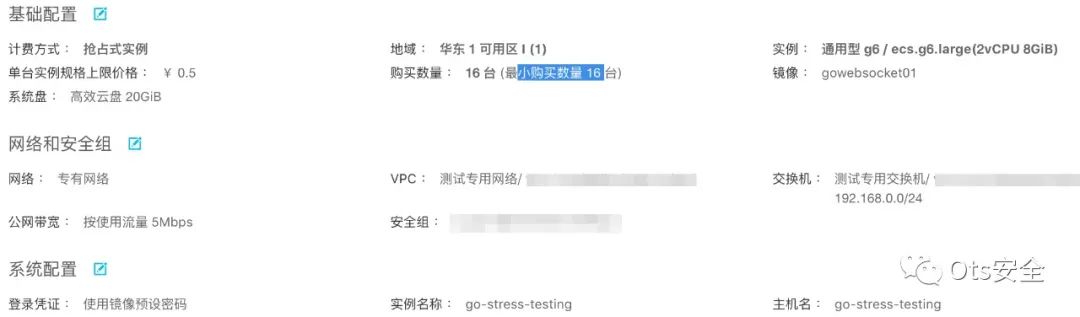 基础配置
计费方式： 抢占式实例 地域： 华东 1 可用区 I (1) 实例： 通用型 g6 / ecs.g6.large(2vCPU 8GiB)
单台实例规格上限价格： ¥ 0.5 购买数量： 16 台 (最小购买数量 16 台) 镜像： gowebsocket01
系统盘： 高效云盘 20GiB
网络和安全组
网络： 专有网络 VPC： 测试专用网络/ 交换机： 测试专用交换机/
192.168.0.0/24
公网带宽： 按使用流量 5Mbps 安全组：
系统配置
Ots安全
登录凭证： 使用镜像预设密码 实例名称： go-stress-testing 主机名： go-stress-testing